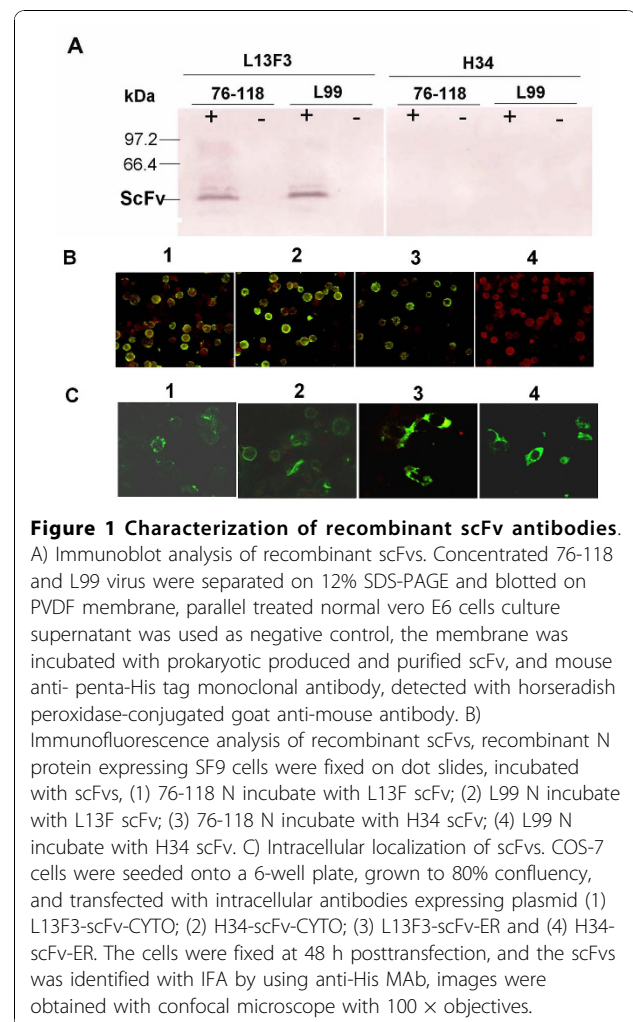 A
L13F3 H34
kDa 76-118 L99 76-118 L99
+ - + - + - + -
97.2
66.4
ScFv
B 1 2 3 4
C 1 2 3 4
Figure 1 Characterization of recombinant scFv antibodies.
A) Immunoblot analysis of recombinant scFvs. Concentrated 76-118
and L99 virus were separated on 12% SDS-PAGE and blotted on
PVDF membrane, parallel treated normal vero E6 cells culture
supernatant was used as negative control, the membrane was
incubated with prokaryotic produced and purified scFv, and mouse
anti- penta-His tag monoclonal antibody, detected with horseradish
peroxidase-conjugated goat anti-mouse antibody. B)
Immunofluorescence analysis of recombinant scFvs, recombinant N
protein expressing SF9 cells were fixed on dot slides, incubated
with scFvs, (1) 76-118 N incubate with L13F scFv; (2) L99 N incubate
with L13F scFv; (3) 76-118 N incubate with H34 scFv; (4) L99 N
incubate with H34 scFv. C) Intracellular localization of scFvs. COS-7
cells were seeded onto a 6-well plate, grown to 80% confluency,
and transfected with intracellular antibodies expressing plasmid (1)
L13F3-scFv-CYTO; (2) H34-scFv-CYTO; (3) L13F3-scFv-ER and (4) H34-
scFv-ER. The cells were fixed at 48 h posttransfection, and the scFvs
was identified with IFA by using anti-His MAb, images were
obtained with confocal microscope with 100 × objectives.